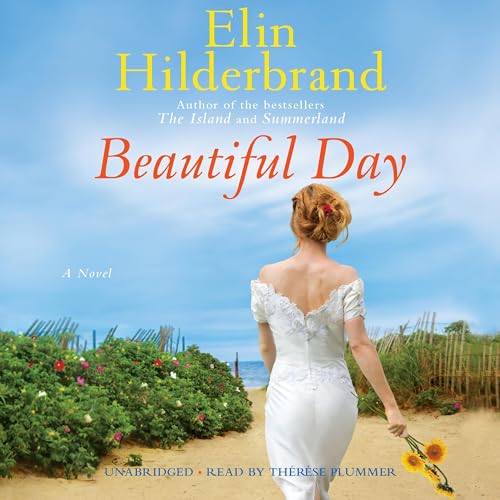 Elin
Hilderbrand
Author of the bestsellers
The Island and Summerland
Beautiful Day
A Novel
UNABRIDGED • READ BY THÉRÈSE PLUMMER